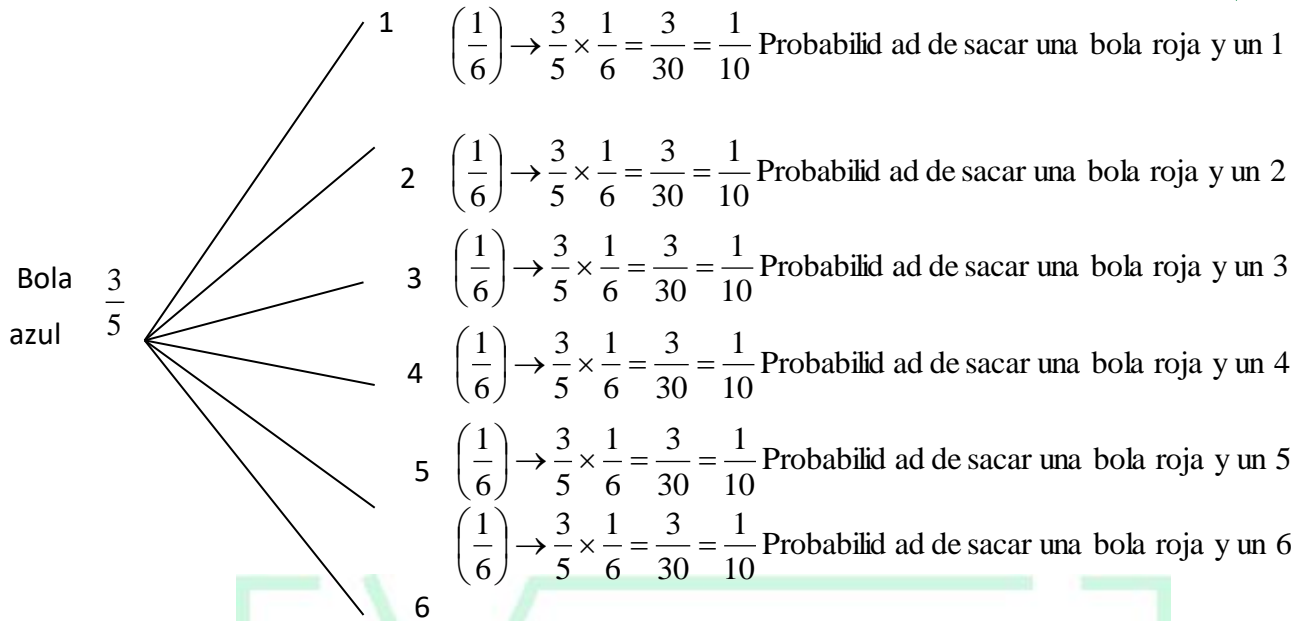 1 (1/6) → 3/5 × 1/6 = 3/30 = 1/10 Probabilid ad de sacar una bola roja y un 1
2 (1/6) → 3/5 × 1/6 = 3/30 = 1/10 Probabilid ad de sacar una bola roja y un 2
3 (1/6) → 3/5 × 1/6 = 3/30 = 1/10 Probabilid ad de sacar una bola roja y un 3
Bola azul 3/5
4 (1/6) → 3/5 × 1/6 = 3/30 = 1/10 Probabilid ad de sacar una bola roja y un 4
5 (1/6) → 3/5 × 1/6 = 3/30 = 1/10 Probabilid ad de sacar una bola roja y un 5
(1/6) → 3/5 × 1/6 = 3/30 = 1/10 Probabilid ad de sacar una bola roja y un 6
6